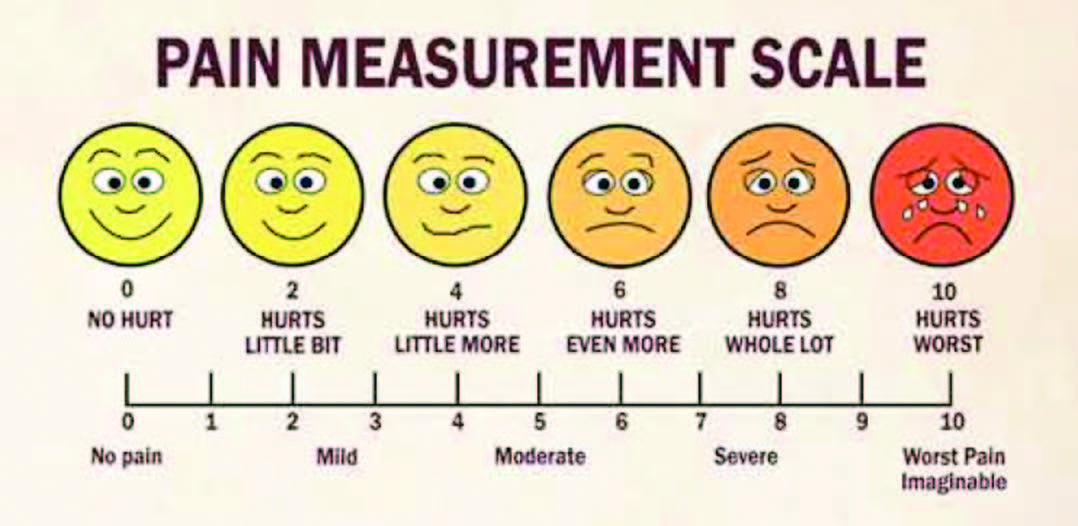 PAIN MEASUREMENT SCALE
0 2 4 6 8 10
NO HURT HURTS HURTS HURTS HURTS HURTS
LITTLE BIT LITTLE MORE EVEN MORE WHOLE LOT WORST
0 1 2 3 4 5 6 7 8 9 10
No pain Mild Moderate Severe Worst Pain
Imaginable